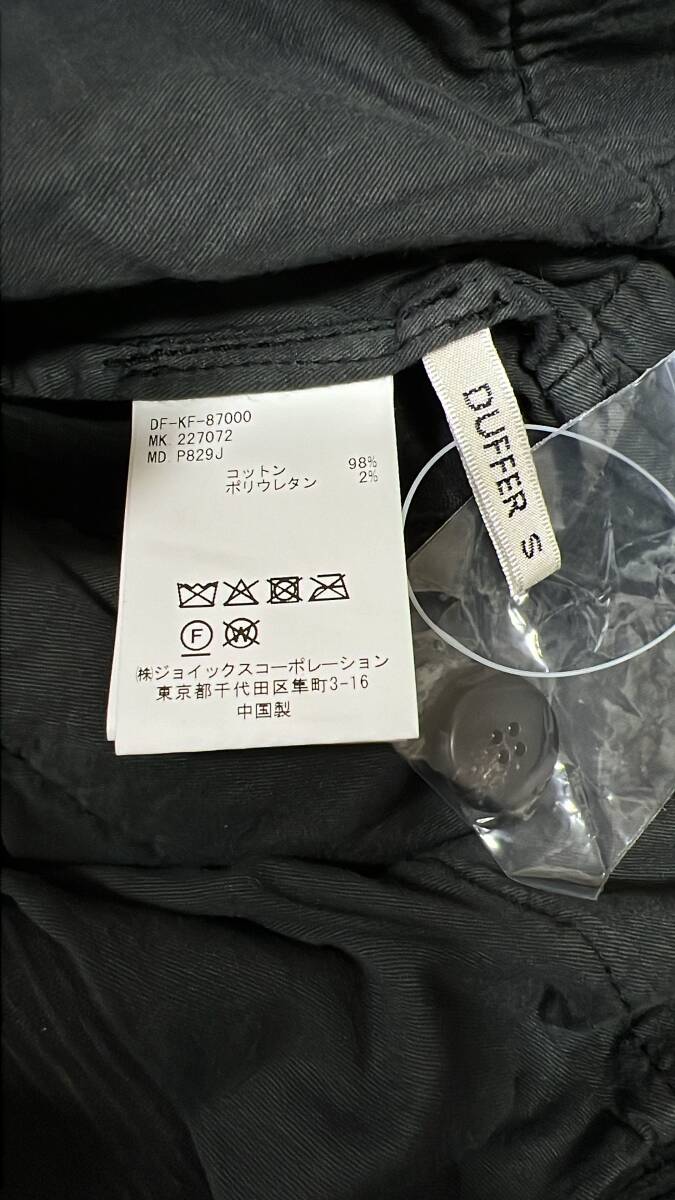 DF-KF-87000
MK. 227072
MD. P829J
コットン 98%
ポリウレタン 2%
F
W
㈱ジョイックスコーポレーション
東京都千代田区隼町3-16
中国製
DUFFER S